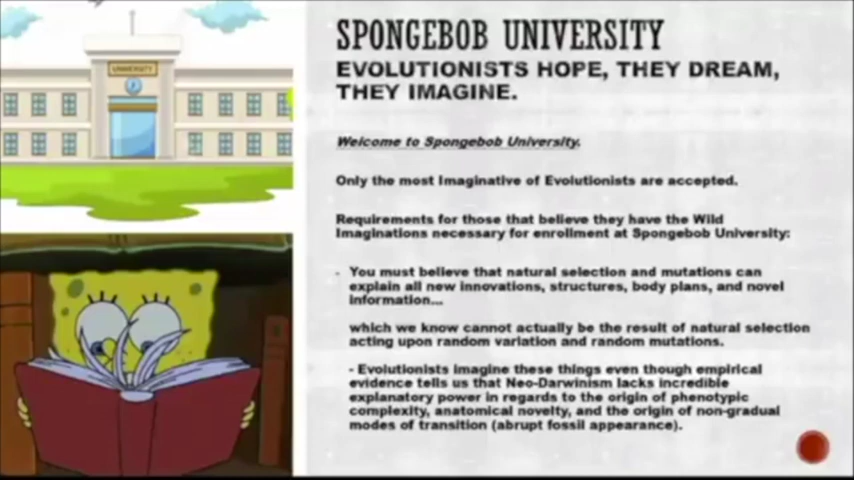 UNIVERSITY
SPONGEBOB UNIVERSITY
EVOLUTIONISTS HOPE, THEY DREAM,
THEY IMAGINE.
Welcome to Spongebob University.
Only the most Imaginative of Evolutionists are accepted.
Requirements for those that believe they have the Wild
Imaginations necessary for enrollment at Spongebob University:
- You must believe that natural selection and mutations can
explain all new innovations, structures, body plans, and novel
information...
which we know cannot actually be the result of natural selection
acting upon random variation and random mutations.
- Evolutionists imagine these things even though empirical
evidence tells us that Neo-Darwinism lacks incredible
explanatory power in regards to the origin of phenotypic
complexity, anatomical novelty, and the origin of non-gradual
modes of transition (abrupt fossil appearance).